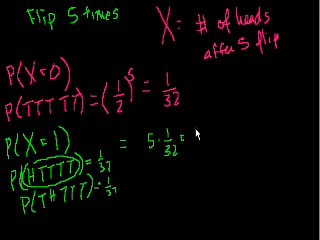 Flip 5 times
X = # of heads
after 5 flip
P(X=0)
P(TTTTT) = (1/2)^5 = 1/32
P(X=1) = 5 · 1/32 =
P(HTTTT) = 1/32
P(THTTT) = 1/32